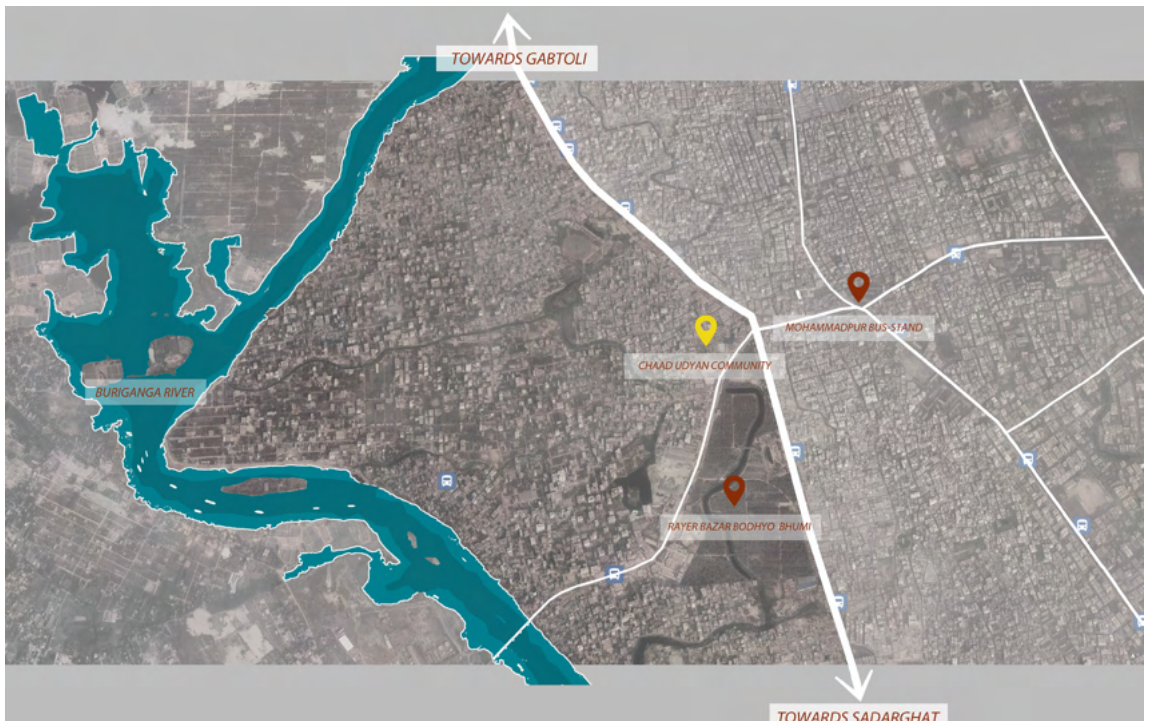 TOWARDS GABTOLI
MOHAMMADPUR BUS-STAND
CHAAD UDYAN COMMUNITY
BURIGANGA RIVER
RAYER BAZAR BODHYO BHUMI
TOWARDS SADARGHAT